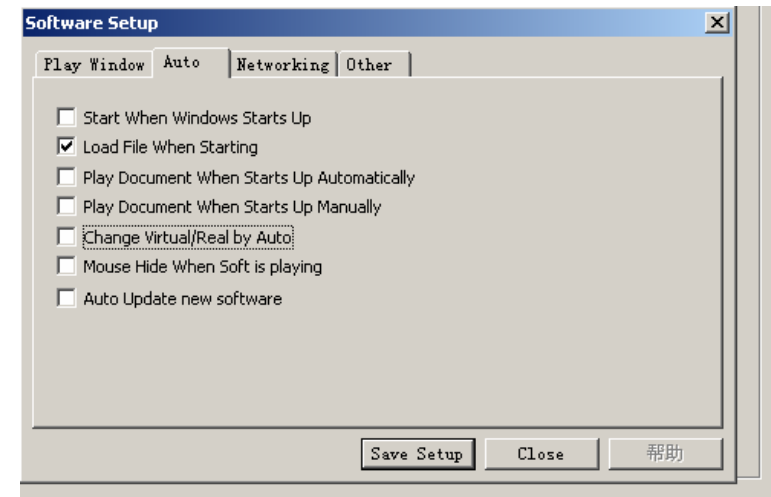 Software Setup
Play Window Auto Networking Other
Start When Windows Starts Up
Load File When Starting
Play Document When Starts Up Automatically
Play Document When Starts Up Manually
Change Virtual/Real by Auto
Mouse Hide When Soft is playing
Auto Update new software
Save Setup Close 帮助